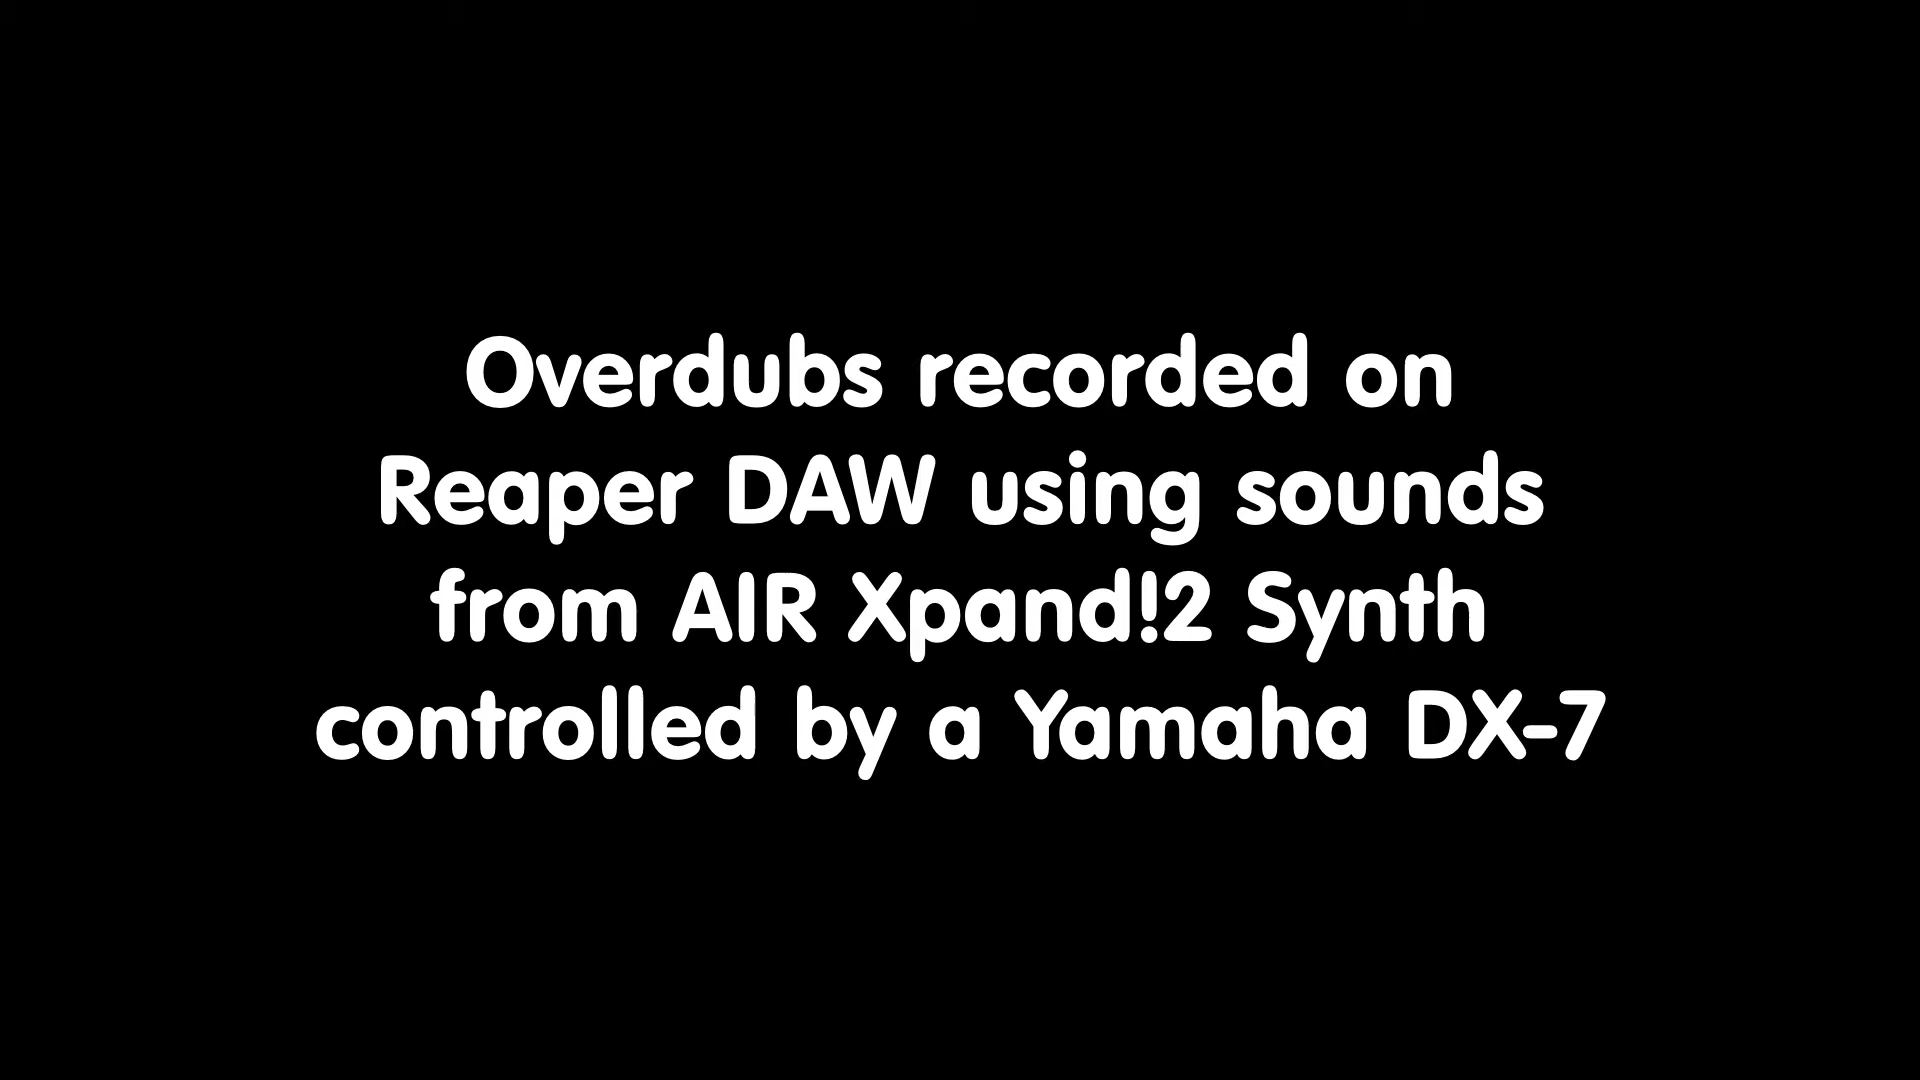 Overdubs recorded on
Reaper DAW using sounds
from AIR Xpand!2 Synth
controlled by a Yamaha DX-7